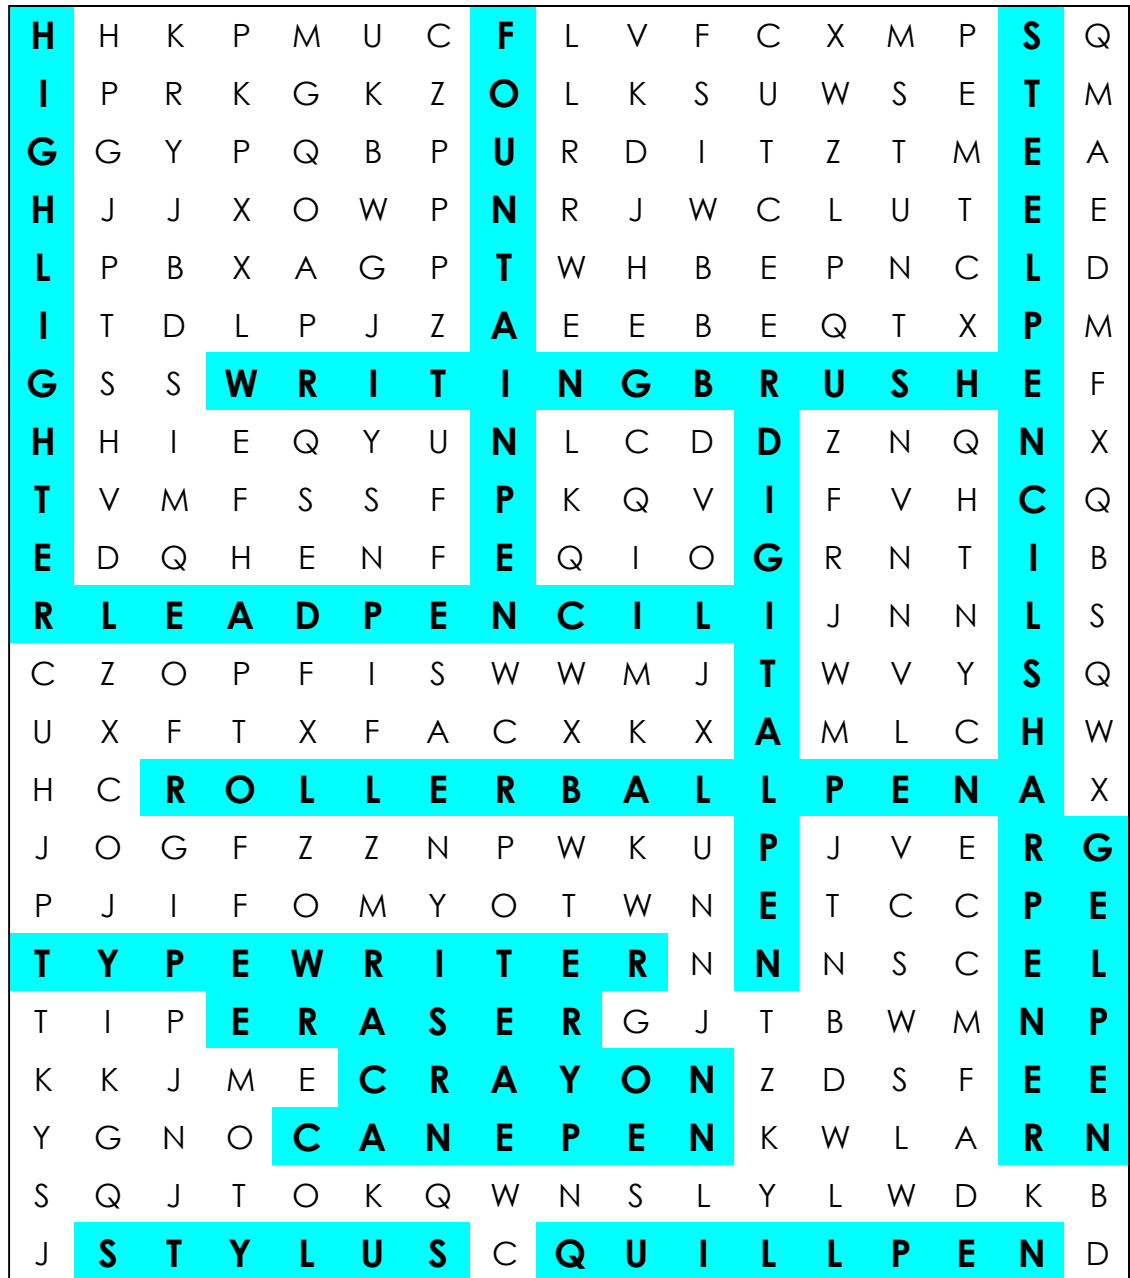 H H K P M U C F L V F C X M P S Q
I P R K G K Z O L K S U W S E T M
G G Y P Q B P U R D I T Z T M E A
H J J X O W P N R J W C L U T E E
L P B X A G P T W H B E P N C L D
I T D L P J Z A E E B E Q T X P M
G S S W R I T I N G B R U S H E F
H H I E Q Y U N L C D D Z N Q N X
T V M F S S F P K Q V I F V H C Q
E D Q H E N F E Q I O G R N T I B
R L E A D P E N C I L I J N N L S
C Z O P F I S W W M J T W V Y S Q
U X F T X F A C X K X A M L C H W
H C R O L L E R B A L L P E N A X
J O G F Z Z N P W K U P J V E R G
P J I F O M Y O T W N E T C C P E
T Y P E W R I T E R N N N S C E L
T I P E R A S E R G J T B W M N P
K K J M E C R A Y O N Z D S F E E
Y G N O C A N E P E N K W L A R N
S Q J T O K Q W N S L Y L W D K B
J S T Y L U S C Q U I L L P E N D